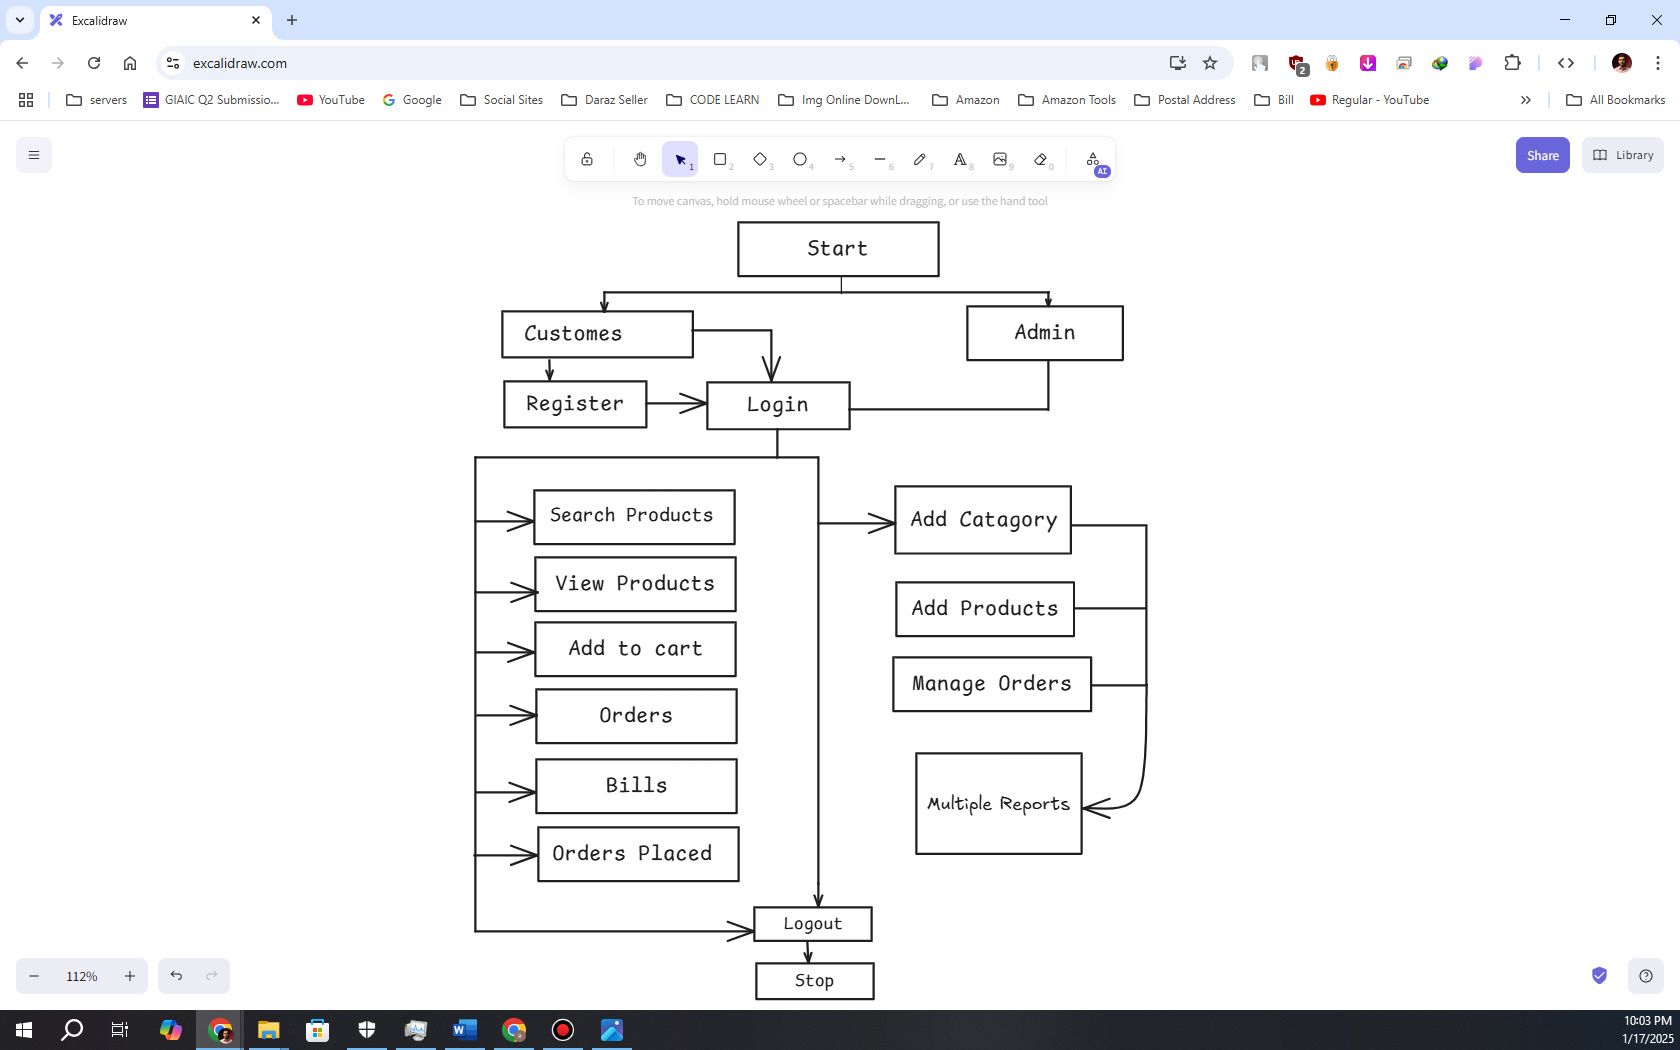 Excalidraw
excalidraw.com
2
servers
GIAIC Q2 Submissio...
YouTube
Google
Social Sites
Daraz Seller
CODE LEARN
Img Online DownL...
Amazon
Amazon Tools
Postal Address
Bill
Regular - YouTube
All Bookmarks
1
2
3
4
5
6
7
8
9
0
AI
Share
Library
To move canvas, hold mouse wheel or spacebar while dragging, or use the hand tool
Start
Customes
Admin
Register
Login
Search Products
Add Catagory
View Products
Add Products
Add to cart
Manage Orders
Orders
Bills
Multiple Reports
Orders Placed
Logout
Stop
112%
10:03 PM
1/17/2025